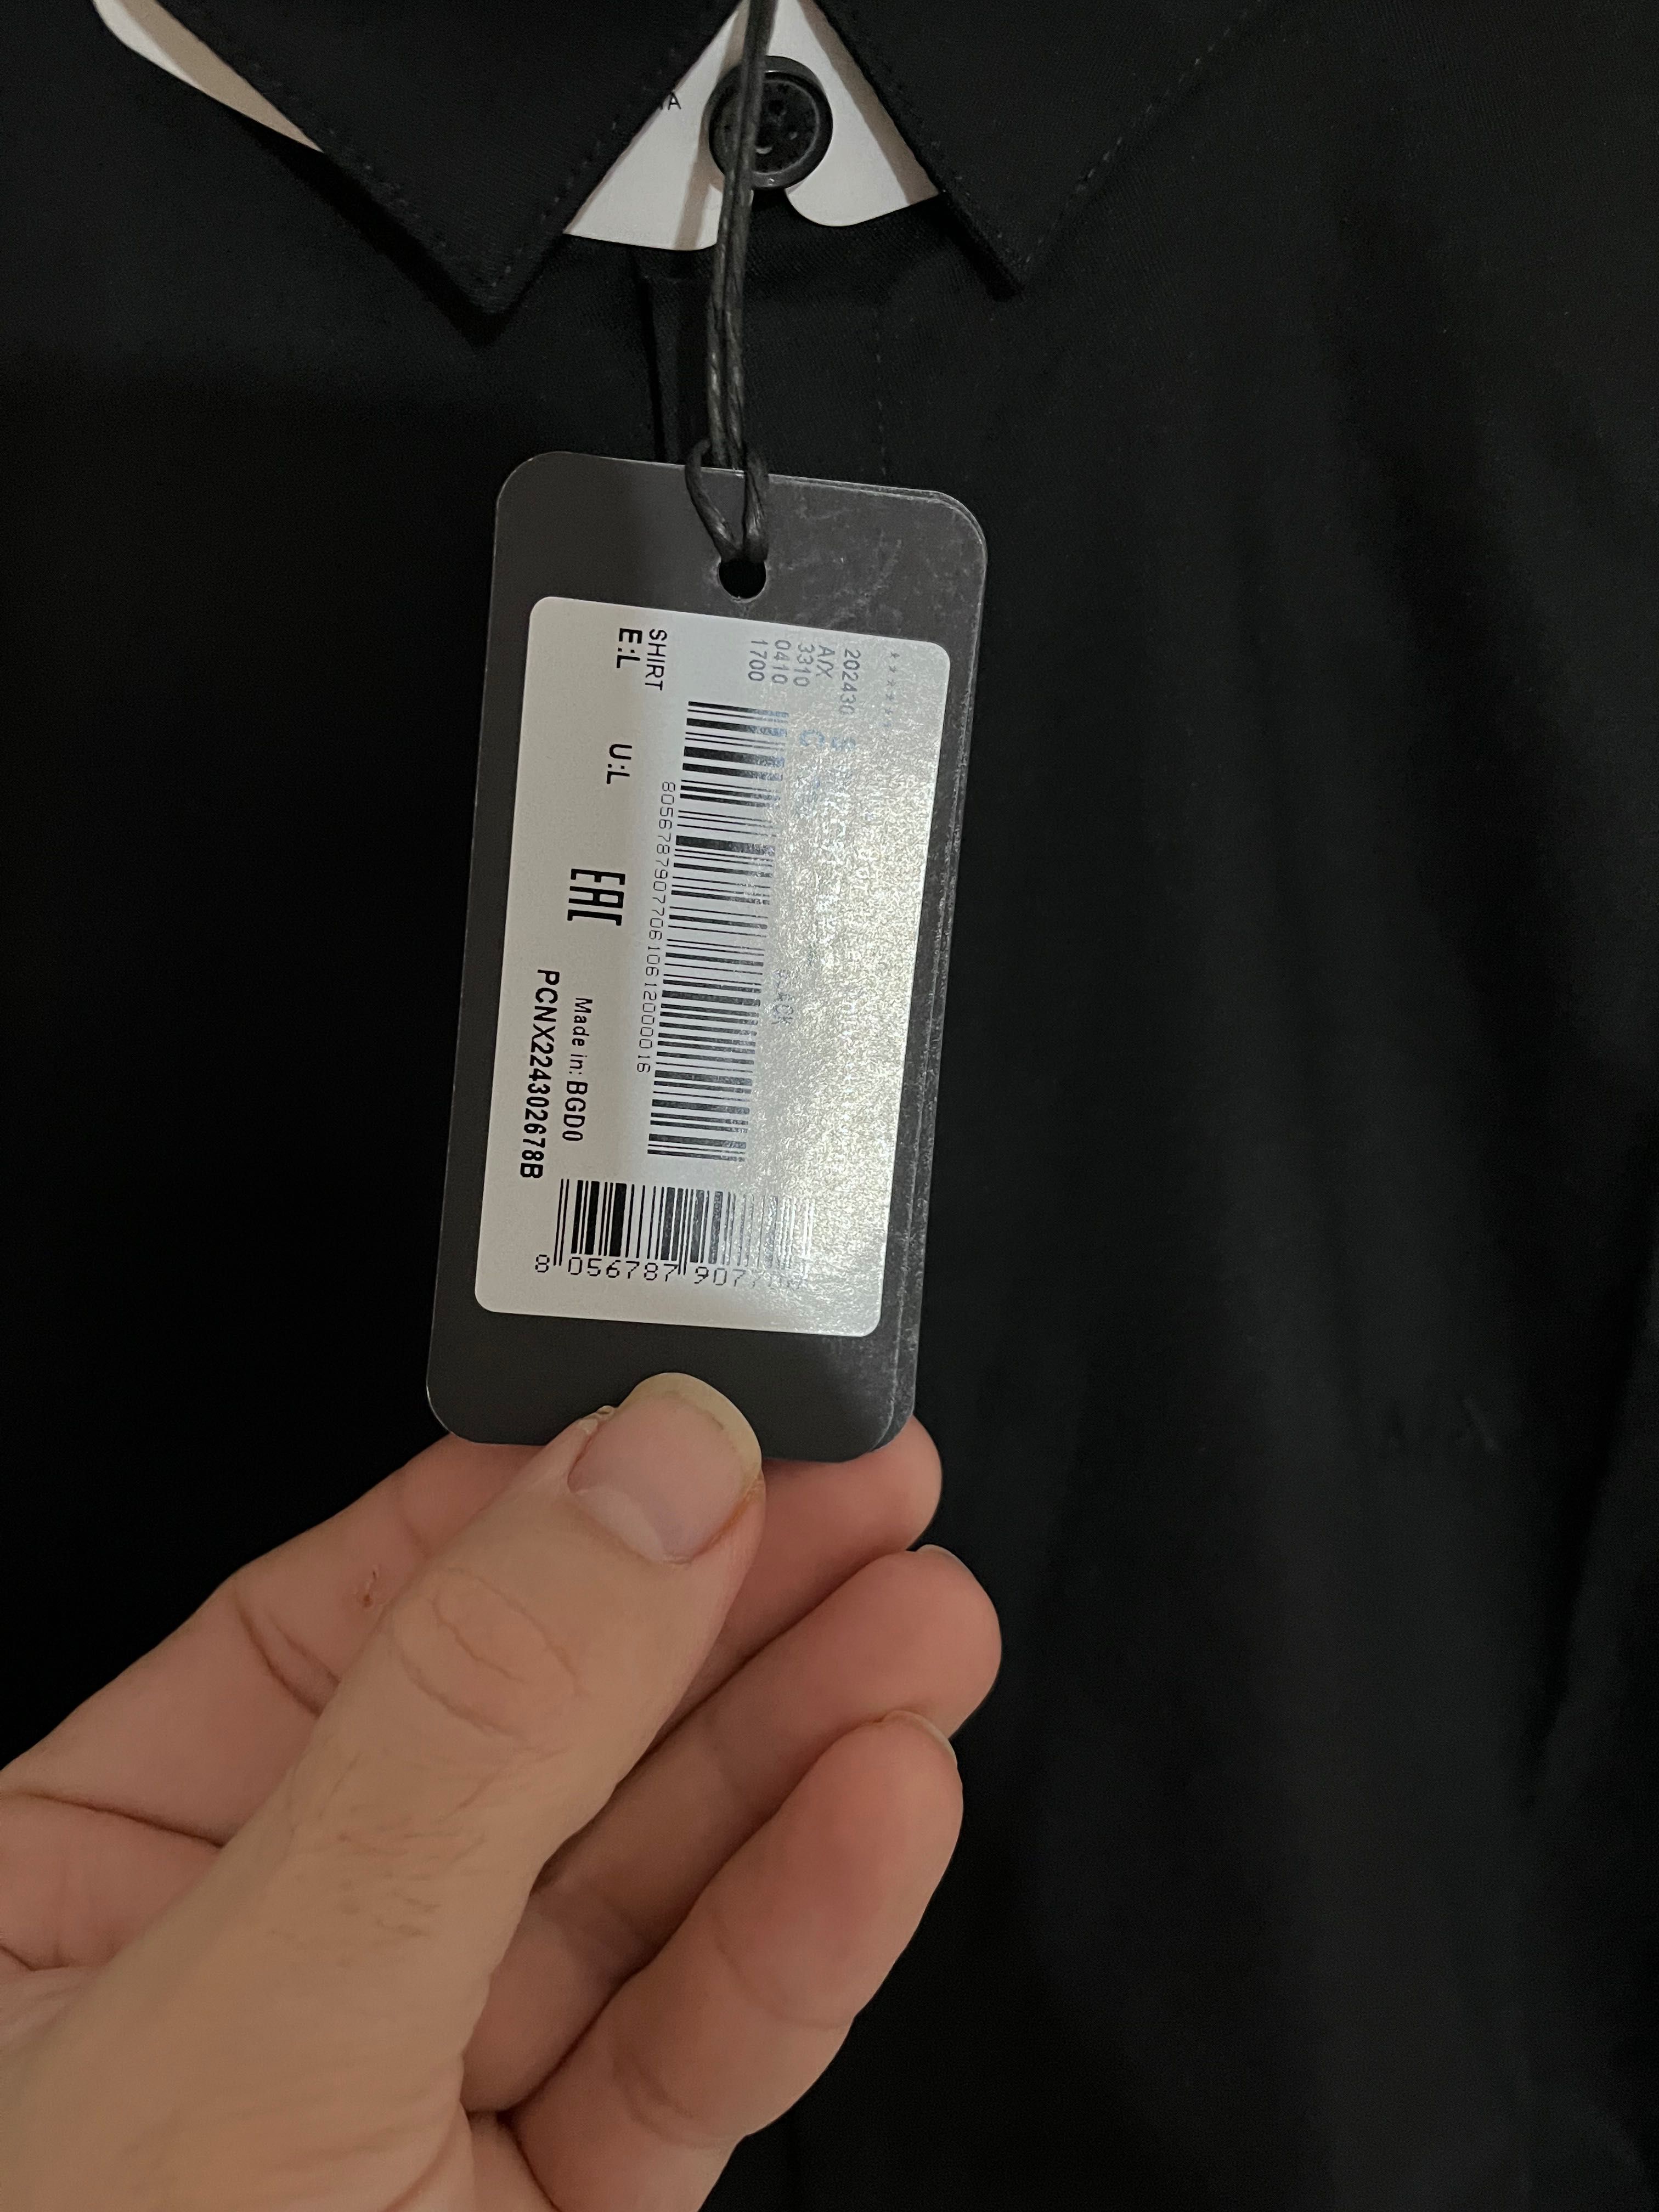 *******
202430
A/X
3310
0410
1700
8056787907706106120000016
SHIRT
E:L U:L
EAC
Made in: BGD0
PCNX224302678B
8 056787 907